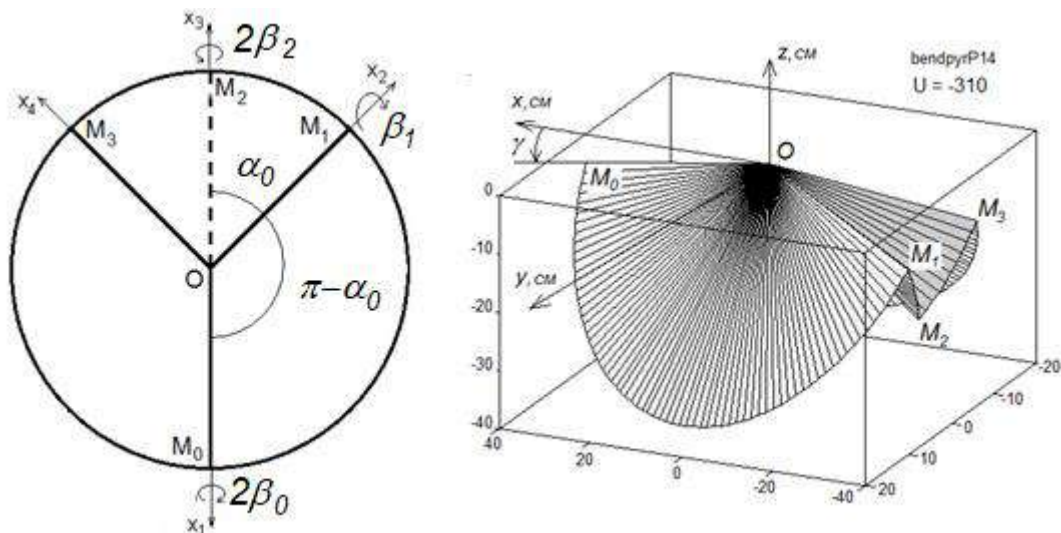 x₃
2β₂
M₂
x₂
x₄
M₃
M₁
β₁
α₀
O
π−α₀
M₀
2β₀
x₁
z,см
bendpyrP14
U = -310
x,см
γ
O
M₀
M₃
M₁
y,см
M₂
0
-10
-20
-30
-40
40
20
0
-20
-40
20
10
0
-10
-20